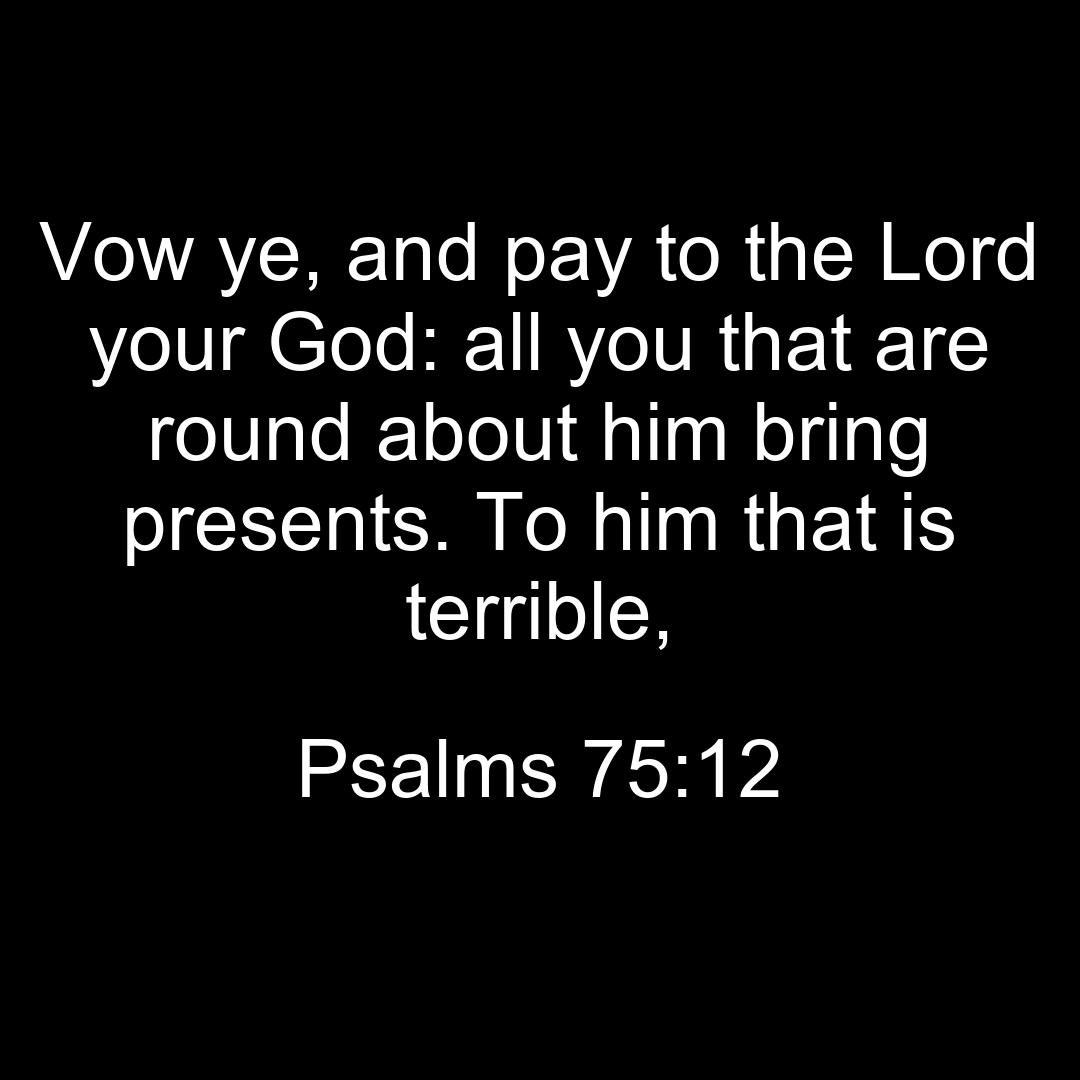 Vow ye, and pay to the Lord
your God: all you that are
round about him bring
presents. To him that is
terrible,
Psalms 75:12